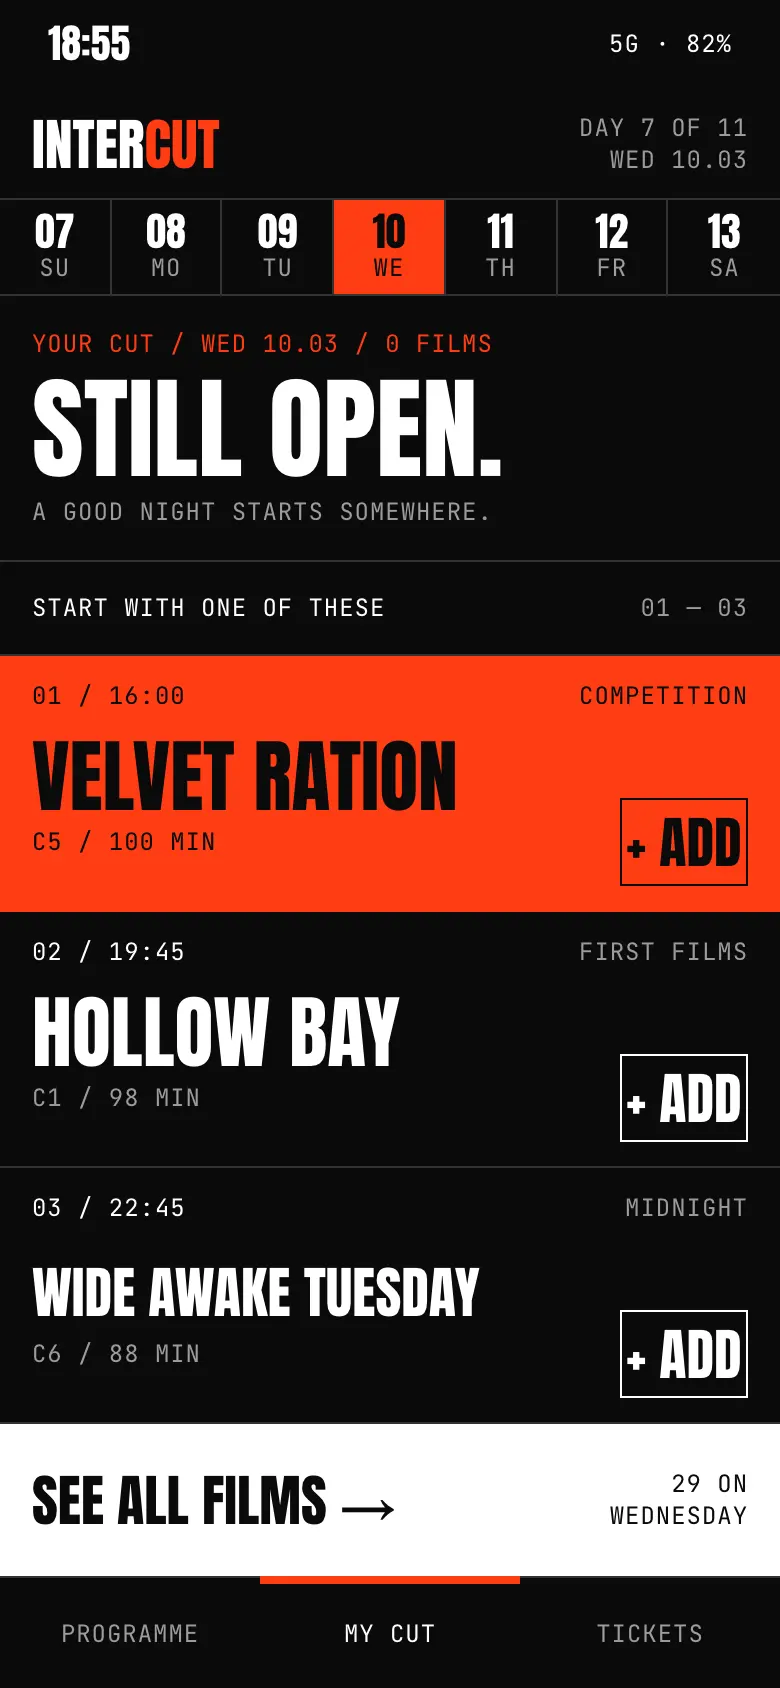 18:55
5G · 82%
INTERCUT
DAY 7 OF 11
WED 10.03
07 08 09 10 11 12 13
SU MO TU WE TH FR SA
YOUR CUT / WED 10.03 / 0 FILMS
STILL OPEN.
A GOOD NIGHT STARTS SOMEWHERE.
START WITH ONE OF THESE
01 — 03
01 / 16:00
COMPETITION
VELVET RATION
C5 / 100 MIN
+ ADD
02 / 19:45
FIRST FILMS
HOLLOW BAY
C1 / 98 MIN
+ ADD
03 / 22:45
MIDNIGHT
WIDE AWAKE TUESDAY
C6 / 88 MIN
+ ADD
SEE ALL FILMS →
29 ON
WEDNESDAY
PROGRAMME
MY CUT
TICKETS